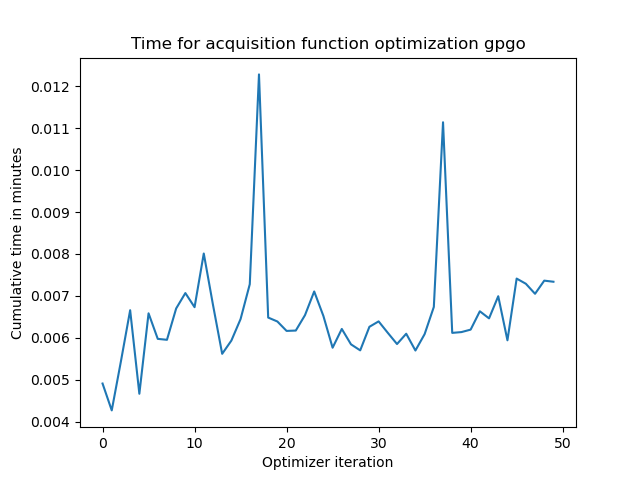 Time for acquisition function optimization gpgo
0.012
0.011
0.010
0.009
0.008
0.007
0.006
0.005
0.004
Cumulative time in minutes
0 10 20 30 40 50
Optimizer iteration